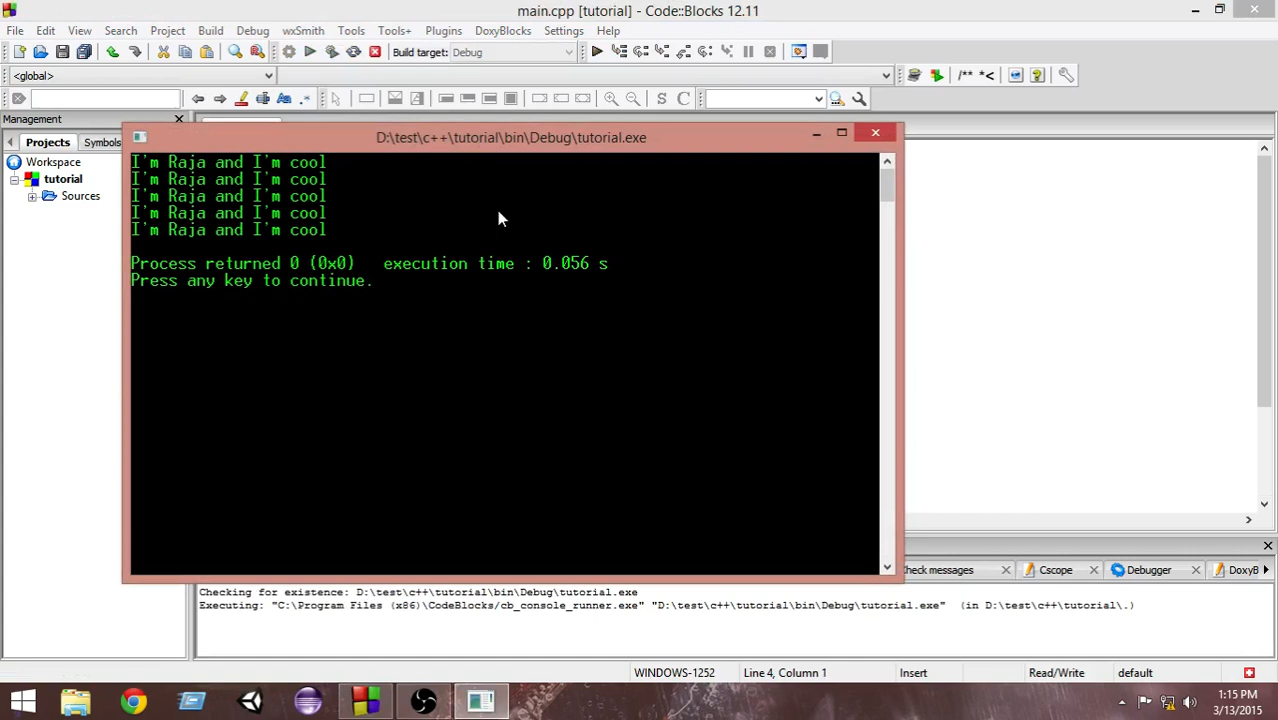 main.cpp [tutorial] - Code::Blocks 12.11
File Edit View Search Project Build Debug wxSmith Tools Tools+ Plugins DoxyBlocks Settings Help
Build target: Debug
<global>
/** *<
S C
Management
Projects Symbols
Workspace
tutorial
Sources
D:\test\c++\tutorial\bin\Debug\tutorial.exe
I'm Raja and I'm cool
I'm Raja and I'm cool
I'm Raja and I'm cool
I'm Raja and I'm cool
I'm Raja and I'm cool
Process returned 0 (0x0)   execution time : 0.056 s
Press any key to continue.
Check messages Cscope Debugger DoxyB
Checking for existence: D:\test\c++\tutorial\bin\Debug\tutorial.exe
Executing: "C:\Program Files (x86)\CodeBlocks/cb_console_runner.exe" "D:\test\c++\tutorial\bin\Debug\tutorial.exe"  (in D:\test\c++\tutorial\.)
WINDOWS-1252 Line 4, Column 1 Insert Read/Write default
1:15 PM
3/13/2015